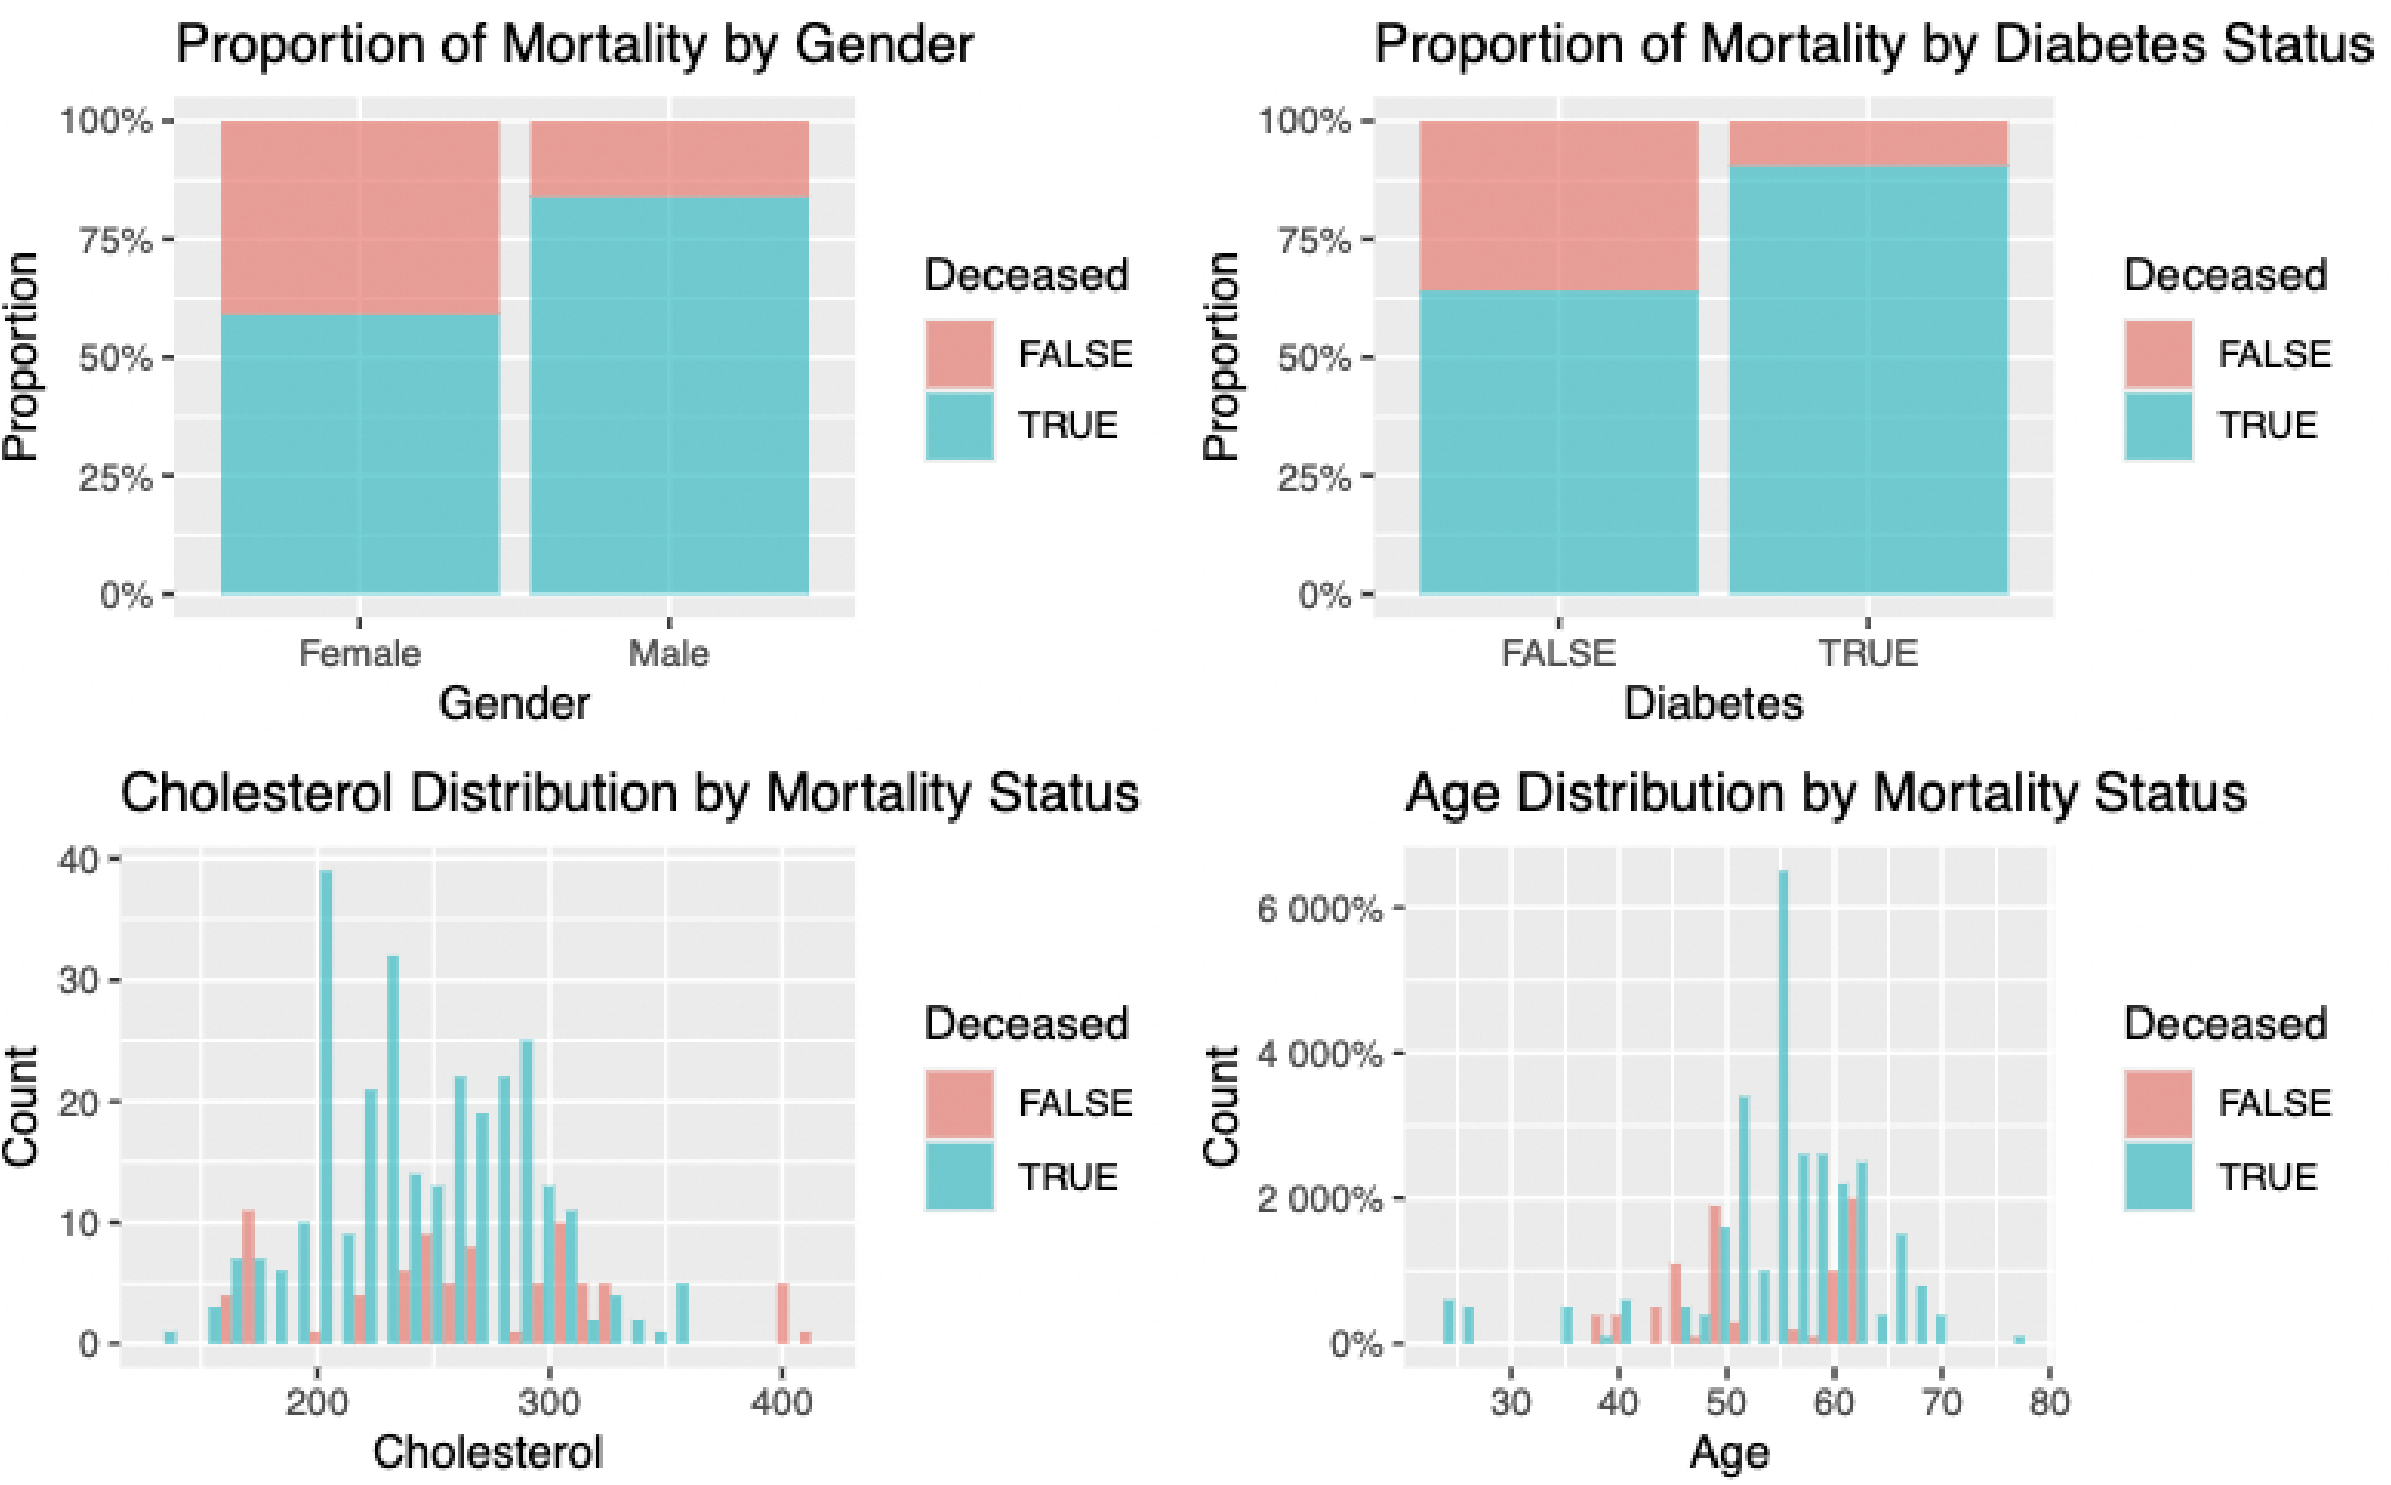 Proportion of Mortality by Gender
100%
75%
50%
25%
0%
Proportion
Female
Male
Gender
Deceased
FALSE
TRUE
Proportion of Mortality by Diabetes Status
100%
75%
50%
25%
0%
Proportion
FALSE
TRUE
Diabetes
Deceased
FALSE
TRUE
Cholesterol Distribution by Mortality Status
40
30
20
10
0
Count
200
300
400
Cholesterol
Deceased
FALSE
TRUE
Age Distribution by Mortality Status
6 000%
4 000%
2 000%
0%
Count
30
40
50
60
70
80
Age
Deceased
FALSE
TRUE